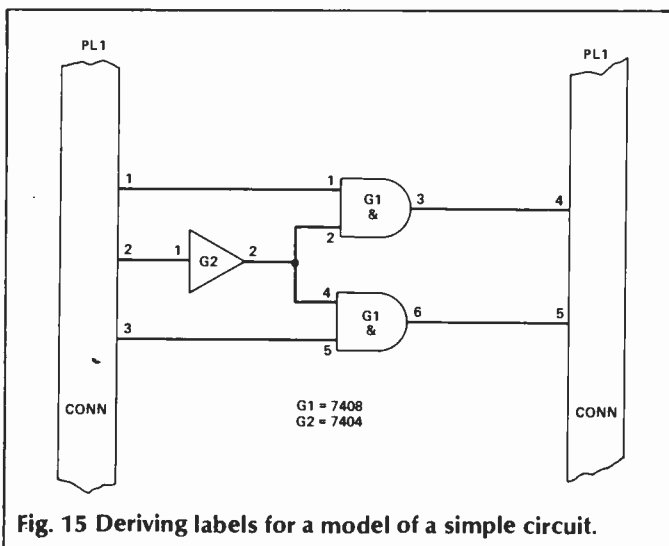 PL1
PL1
1
1
G1
&
3
4
2
2
1
G2
2
4
G1
&
6
5
3
5
CONN
G1 = 7408
G2 = 7404
CONN
Fig. 15 Deriving labels for a model of a simple circuit.